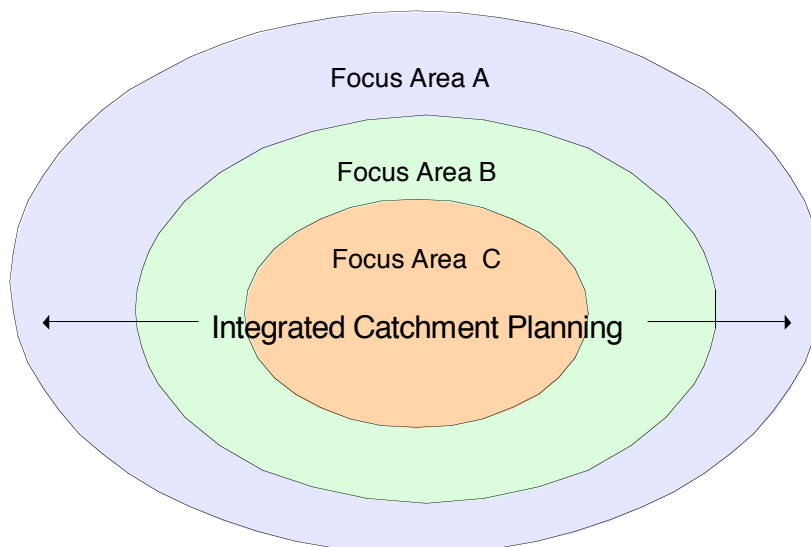 Focus Area A
Focus Area B
Focus Area C
Integrated Catchment Planning